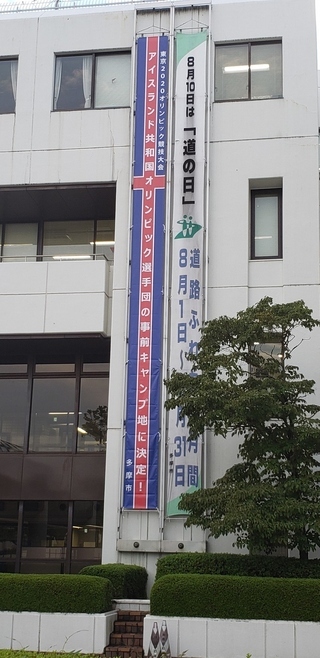 東京2020オリンピック競技大会
アイスランド共和国オリンピック選手団の事前キャンプ地に決定!
多摩市
8月10日は「道の日」
道路ふれ
月間
8月1日~
月31日